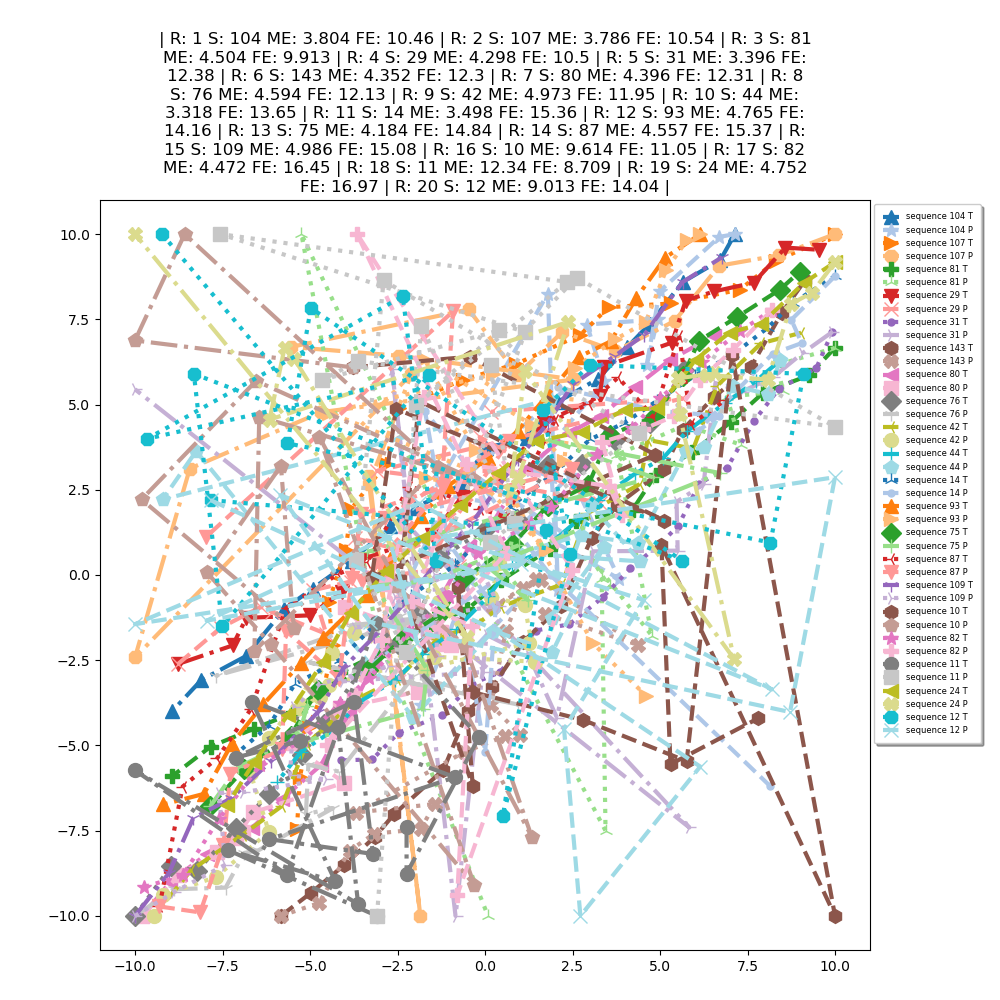 | R: 1 S: 104 ME: 3.804 FE: 10.46 | R: 2 S: 107 ME: 3.786 FE: 10.54 | R: 3 S: 81
ME: 4.504 FE: 9.913 | R: 4 S: 29 ME: 4.298 FE: 10.5 | R: 5 S: 31 ME: 3.396 FE:
12.38 | R: 6 S: 143 ME: 4.352 FE: 12.3 | R: 7 S: 80 ME: 4.396 FE: 12.31 | R: 8
S: 76 ME: 4.594 FE: 12.13 | R: 9 S: 42 ME: 4.973 FE: 11.95 | R: 10 S: 44 ME:
3.318 FE: 13.65 | R: 11 S: 14 ME: 3.498 FE: 15.36 | R: 12 S: 93 ME: 4.765 FE:
14.16 | R: 13 S: 75 ME: 4.184 FE: 14.84 | R: 14 S: 87 ME: 4.557 FE: 15.37 | R:
15 S: 109 ME: 4.986 FE: 15.08 | R: 16 S: 10 ME: 9.614 FE: 11.05 | R: 17 S: 82
ME: 4.472 FE: 16.45 | R: 18 S: 11 ME: 12.34 FE: 8.709 | R: 19 S: 24 ME: 4.752
FE: 16.97 | R: 20 S: 12 ME: 9.013 FE: 14.04 |
10.0
7.5
5.0
2.5
0.0
−2.5
−5.0
−7.5
−10.0
−10.0
−7.5
−5.0
−2.5
0.0
2.5
5.0
7.5
10.0
sequence 104 T
sequence 104 P
sequence 107 T
sequence 107 P
sequence 81 T
sequence 81 P
sequence 29 T
sequence 29 P
sequence 31 T
sequence 31 P
sequence 143 T
sequence 143 P
sequence 80 T
sequence 80 P
sequence 76 T
sequence 76 P
sequence 42 T
sequence 42 P
sequence 44 T
sequence 44 P
sequence 14 T
sequence 14 P
sequence 93 T
sequence 93 P
sequence 75 T
sequence 75 P
sequence 87 T
sequence 87 P
sequence 109 T
sequence 109 P
sequence 10 T
sequence 10 P
sequence 82 T
sequence 82 P
sequence 11 T
sequence 11 P
sequence 24 T
sequence 24 P
sequence 12 T
sequence 12 P